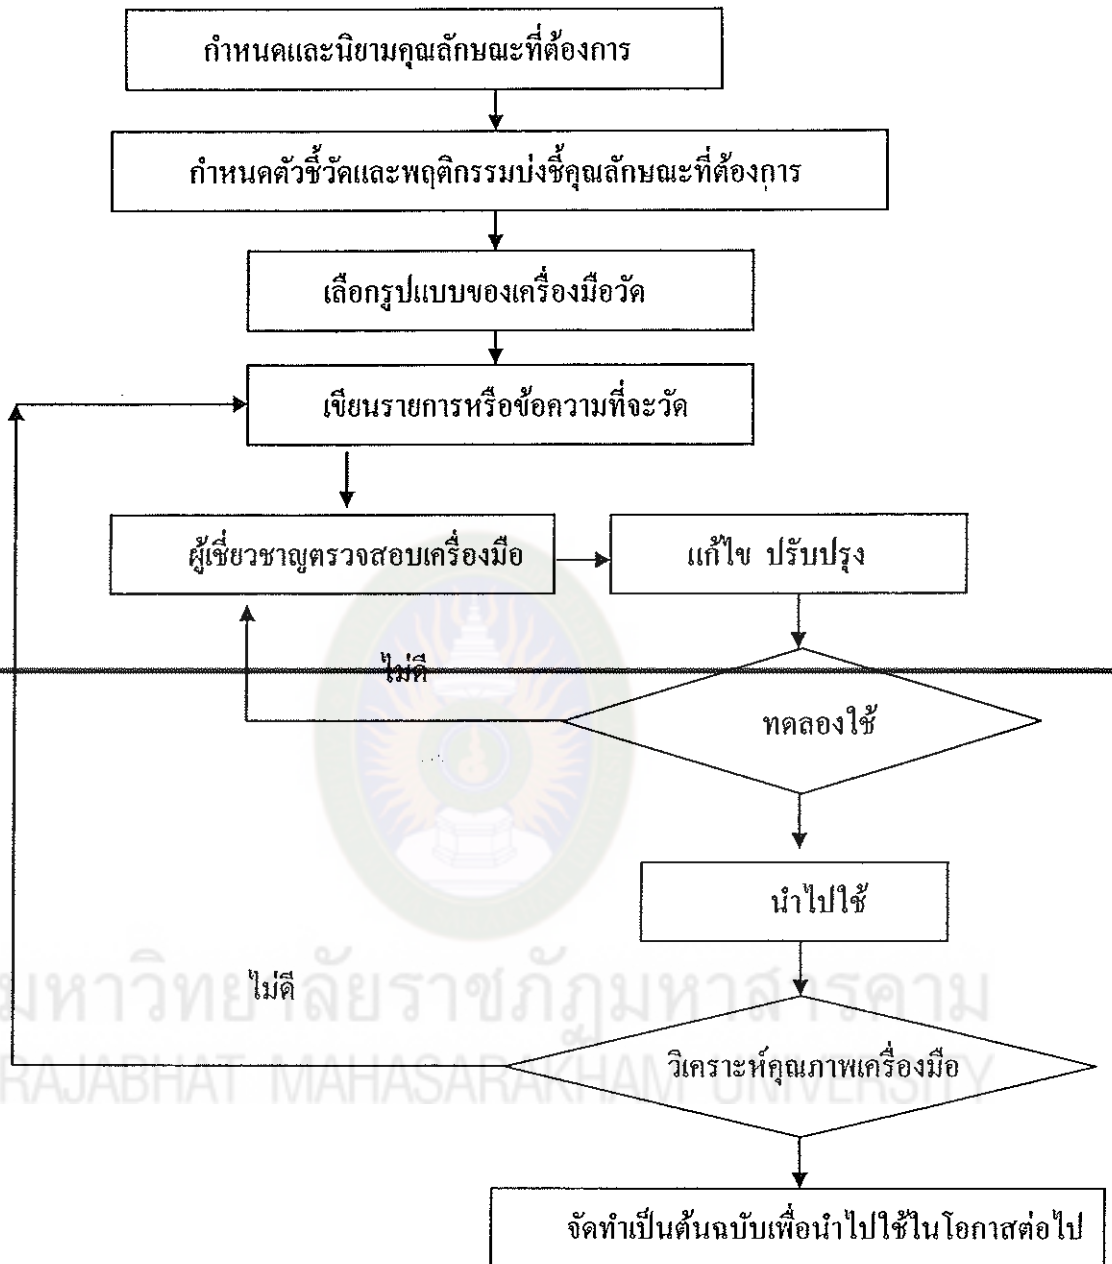 กำหนดและนิยามคุณลักษณะที่ต้องการ
กำหนดตัวชี้วัดและพฤติกรรมบ่งชี้คุณลักษณะที่ต้องการ
เลือกรูปแบบของเครื่องมือวัด
เขียนรายการหรือข้อความที่จะวัด
ผู้เชี่ยวชาญตรวจสอบเครื่องมือ
แก้ไข ปรับปรุง
ไม่ดี
ทดลองใช้
นำไปใช้
ไม่ดี
มหาวิทยาลัยราชภัฏมหาสารคาม
วิเคราะห์คุณภาพเครื่องมือ
RAJABHAT MAHASARAKHAM UNIVERSITY
จัดทำเป็นต้นฉบับเพื่อนำไปใช้ในโอกาสต่อไป